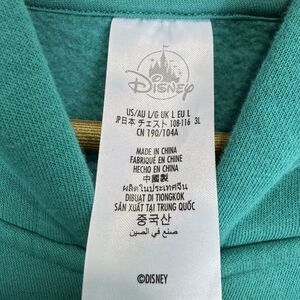 Disney
US/AU L/G UK L EU L
JP日本 チェスト 108-116 3L
CN 190/104A
MADE IN CHINA
FABRIQUÉ EN CHINE
HECHO EN CHINA
中國製
ผลิตในประเทศจีน
DIBUAT DI TIONGKOK
SẢN XUẤT TẠI TRUNG QUỐC
중국산
صنع في الصين
©DISNEY